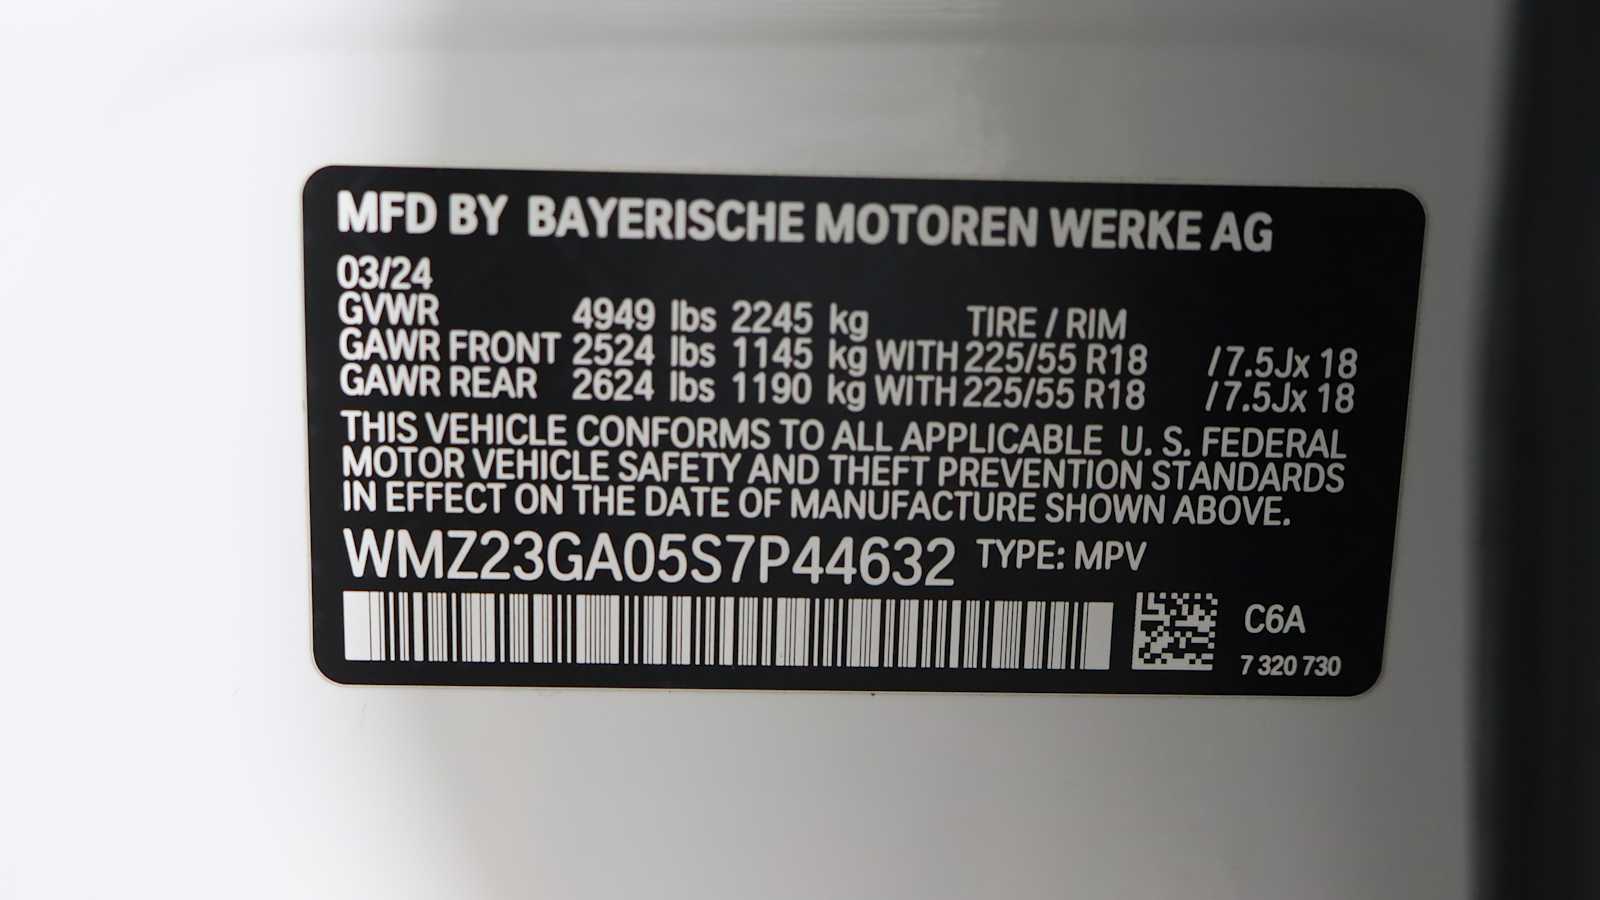 MFD BY BAYERISCHE MOTOREN WERKE AG
03/24
GVWR 4949 lbs 2245 kg TIRE / RIM
GAWR FRONT 2524 lbs 1145 kg WITH 225/55 R18 /7.5Jx 18
GAWR REAR 2624 lbs 1190 kg WITH 225/55 R18 /7.5Jx 18
THIS VEHICLE CONFORMS TO ALL APPLICABLE U. S. FEDERAL
MOTOR VEHICLE SAFETY AND THEFT PREVENTION STANDARDS
IN EFFECT ON THE DATE OF MANUFACTURE SHOWN ABOVE.
WMZ23GA05S7P44632 TYPE: MPV
C6A
7 320 730